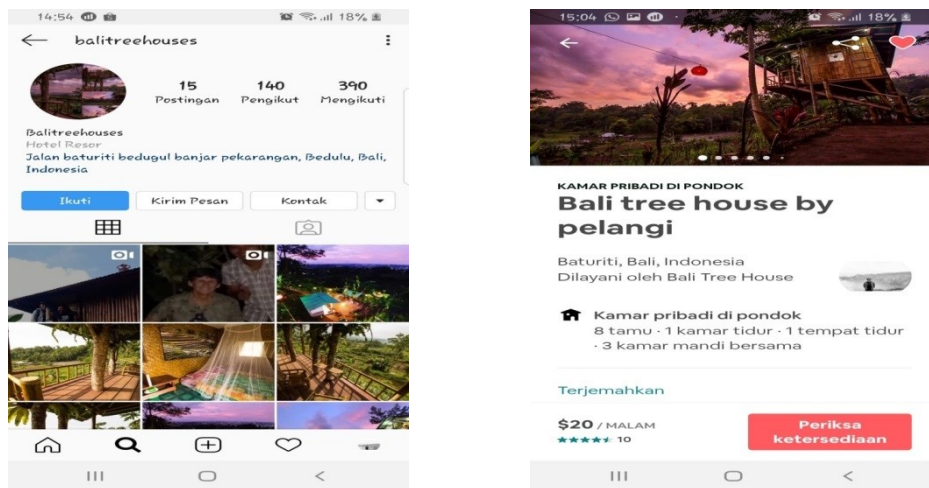 14:54
18%
balitreehouses
15 140 390
Postingan Pengikut Mengikuti
Balitreehouses
Hotel Resor
Jalan baturiti bedugul banjar pekarangan, Bedulu, Bali,
Indonesia
Ikuti Kirim Pesan Kontak
15:04
18%
KAMAR PRIBADI DI PONDOK
Bali tree house by
pelangi
Baturiti, Bali, Indonesia
Dilayani oleh Bali Tree House
Kamar pribadi di pondok
8 tamu · 1 kamar tidur · 1 tempat tidur
· 3 kamar mandi bersama
Terjemahkan
$20 / MALAM
10
Periksa
ketersediaan